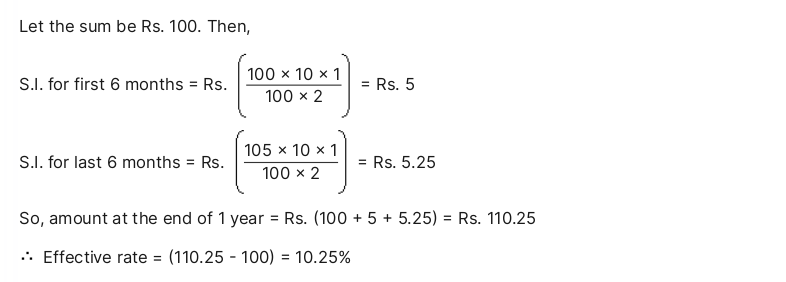 Let the sum be Rs. 100. Then,
S.I. for first 6 months = Rs. (100 × 10 × 1 / 100 × 2) = Rs. 5
S.I. for last 6 months = Rs. (105 × 10 × 1 / 100 × 2) = Rs. 5.25
So, amount at the end of 1 year = Rs. (100 + 5 + 5.25) = Rs. 110.25
∴ Effective rate = (110.25 - 100) = 10.25%